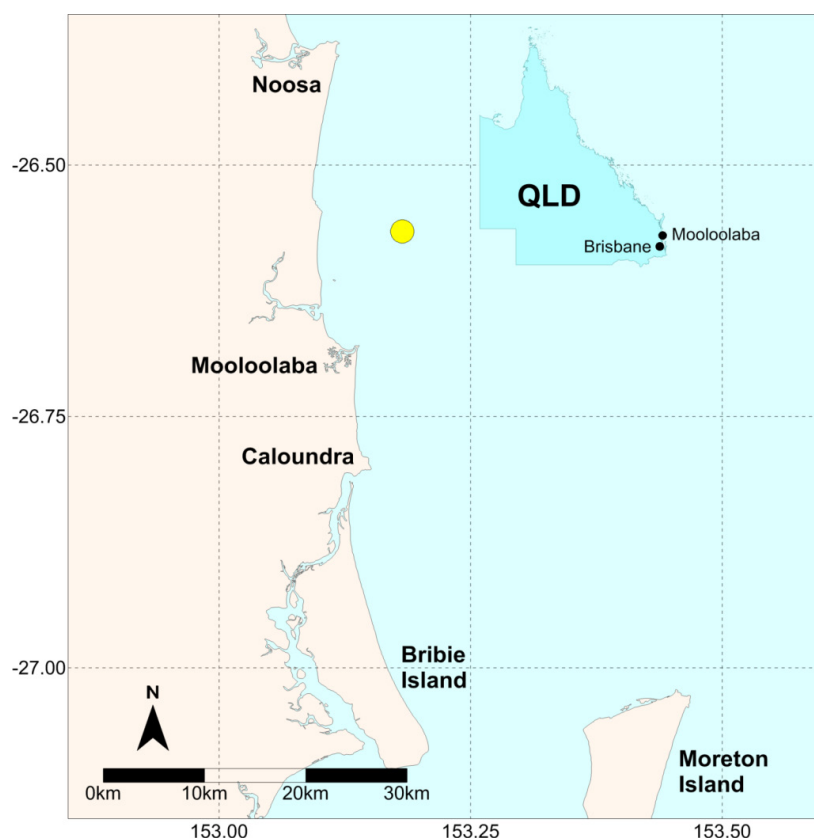 Noosa
-26.50
QLD
Mooloolaba
Brisbane
Mooloolaba
-26.75
Caloundra
-27.00
Bribie
Island
N
Moreton
Island
0km 10km 20km 30km
153.00 153.25 153.50